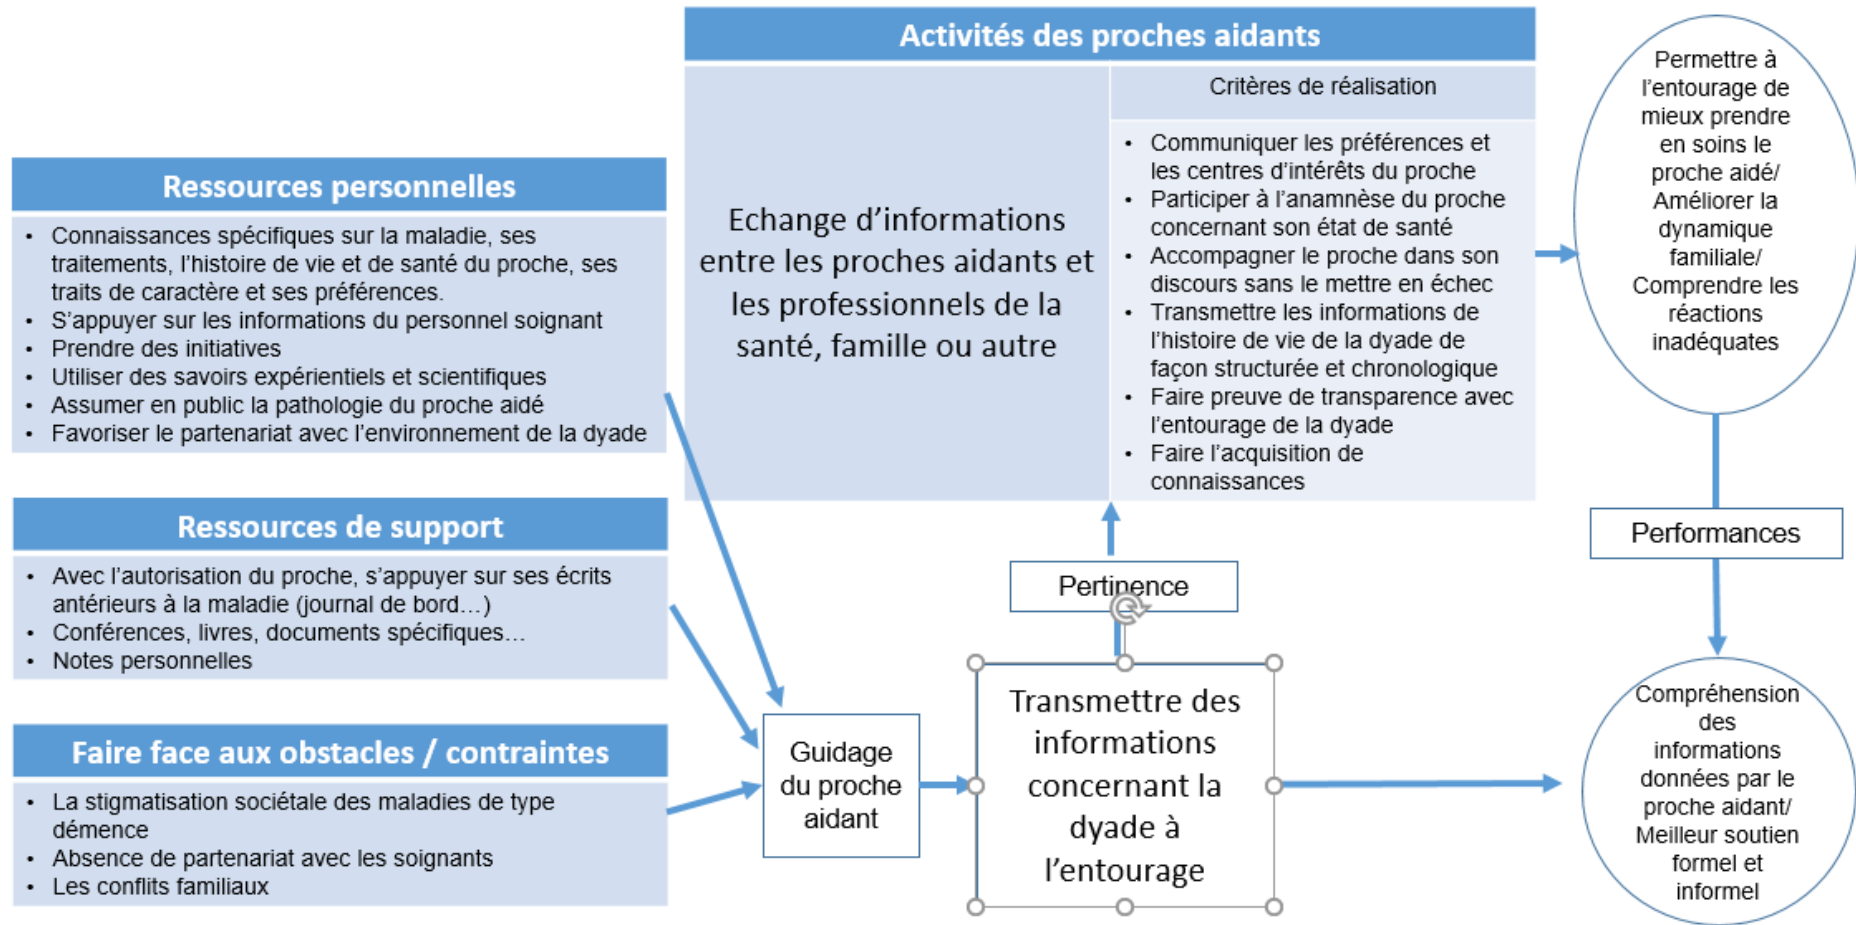 Activités des proches aidants
Echange d'informations
entre les proches aidants et
les professionnels de la
santé, famille ou autre
Critères de réalisation
• Communiquer les préférences et
les centres d'intérêts du proche
• Participer à l'anamnèse du proche
concernant son état de santé
• Accompagner le proche dans son
discours sans le mettre en échec
• Transmettre les informations de
l'histoire de vie de la dyade de
façon structurée et chronologique
• Faire preuve de transparence avec
l'entourage de la dyade
• Faire l'acquisition de
connaissances
Permettre à
l'entourage de
mieux prendre
en soins le
proche aidé/
Améliorer la
dynamique
familiale/
Comprendre les
réactions
inadéquates
Ressources personnelles
• Connaissances spécifiques sur la maladie, ses
traitements, l'histoire de vie et de santé du proche, ses
traits de caractère et ses préférences.
• S'appuyer sur les informations du personnel soignant
• Prendre des initiatives
• Utiliser des savoirs expérientiels et scientifiques
• Assumer en public la pathologie du proche aidé
• Favoriser le partenariat avec l'environnement de la dyade
Ressources de support
• Avec l'autorisation du proche, s'appuyer sur ses écrits
antérieurs à la maladie (journal de bord…)
• Conférences, livres, documents spécifiques…
• Notes personnelles
Performances
Pertinence
Faire face aux obstacles / contraintes
• La stigmatisation sociétale des maladies de type
démence
• Absence de partenariat avec les soignants
• Les conflits familiaux
Guidage
du proche
aidant
Transmettre des
informations
concernant la
dyade à
l'entourage
Compréhension
des
informations
données par le
proche aidant/
Meilleur soutien
formel et
informel